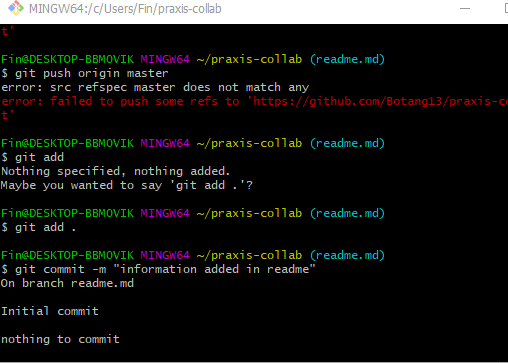 MINGW64:/c/Users/Fin/praxis-collab
t'
Fin@DESKTOP-BBMOVIK MINGW64 ~/praxis-collab (readme.md)
$ git push origin master
error: src refspec master does not match any
error: failed to push some refs to 'https://github.com/Botang13/praxis-co
t'
Fin@DESKTOP-BBMOVIK MINGW64 ~/praxis-collab (readme.md)
$ git add
Nothing specified, nothing added.
Maybe you wanted to say 'git add .'?
Fin@DESKTOP-BBMOVIK MINGW64 ~/praxis-collab (readme.md)
$ git add .
Fin@DESKTOP-BBMOVIK MINGW64 ~/praxis-collab (readme.md)
$ git commit -m "information added in readme"
On branch readme.md
Initial commit
nothing to commit